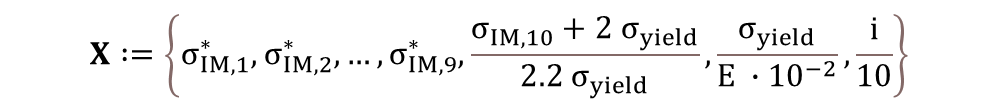 X := { σ*IM,1, σ*IM,2, …, σ*IM,9, (σIM,10 + 2 σyield) / (2.2 σyield), σyield / (E · 10⁻²), i / 10 }